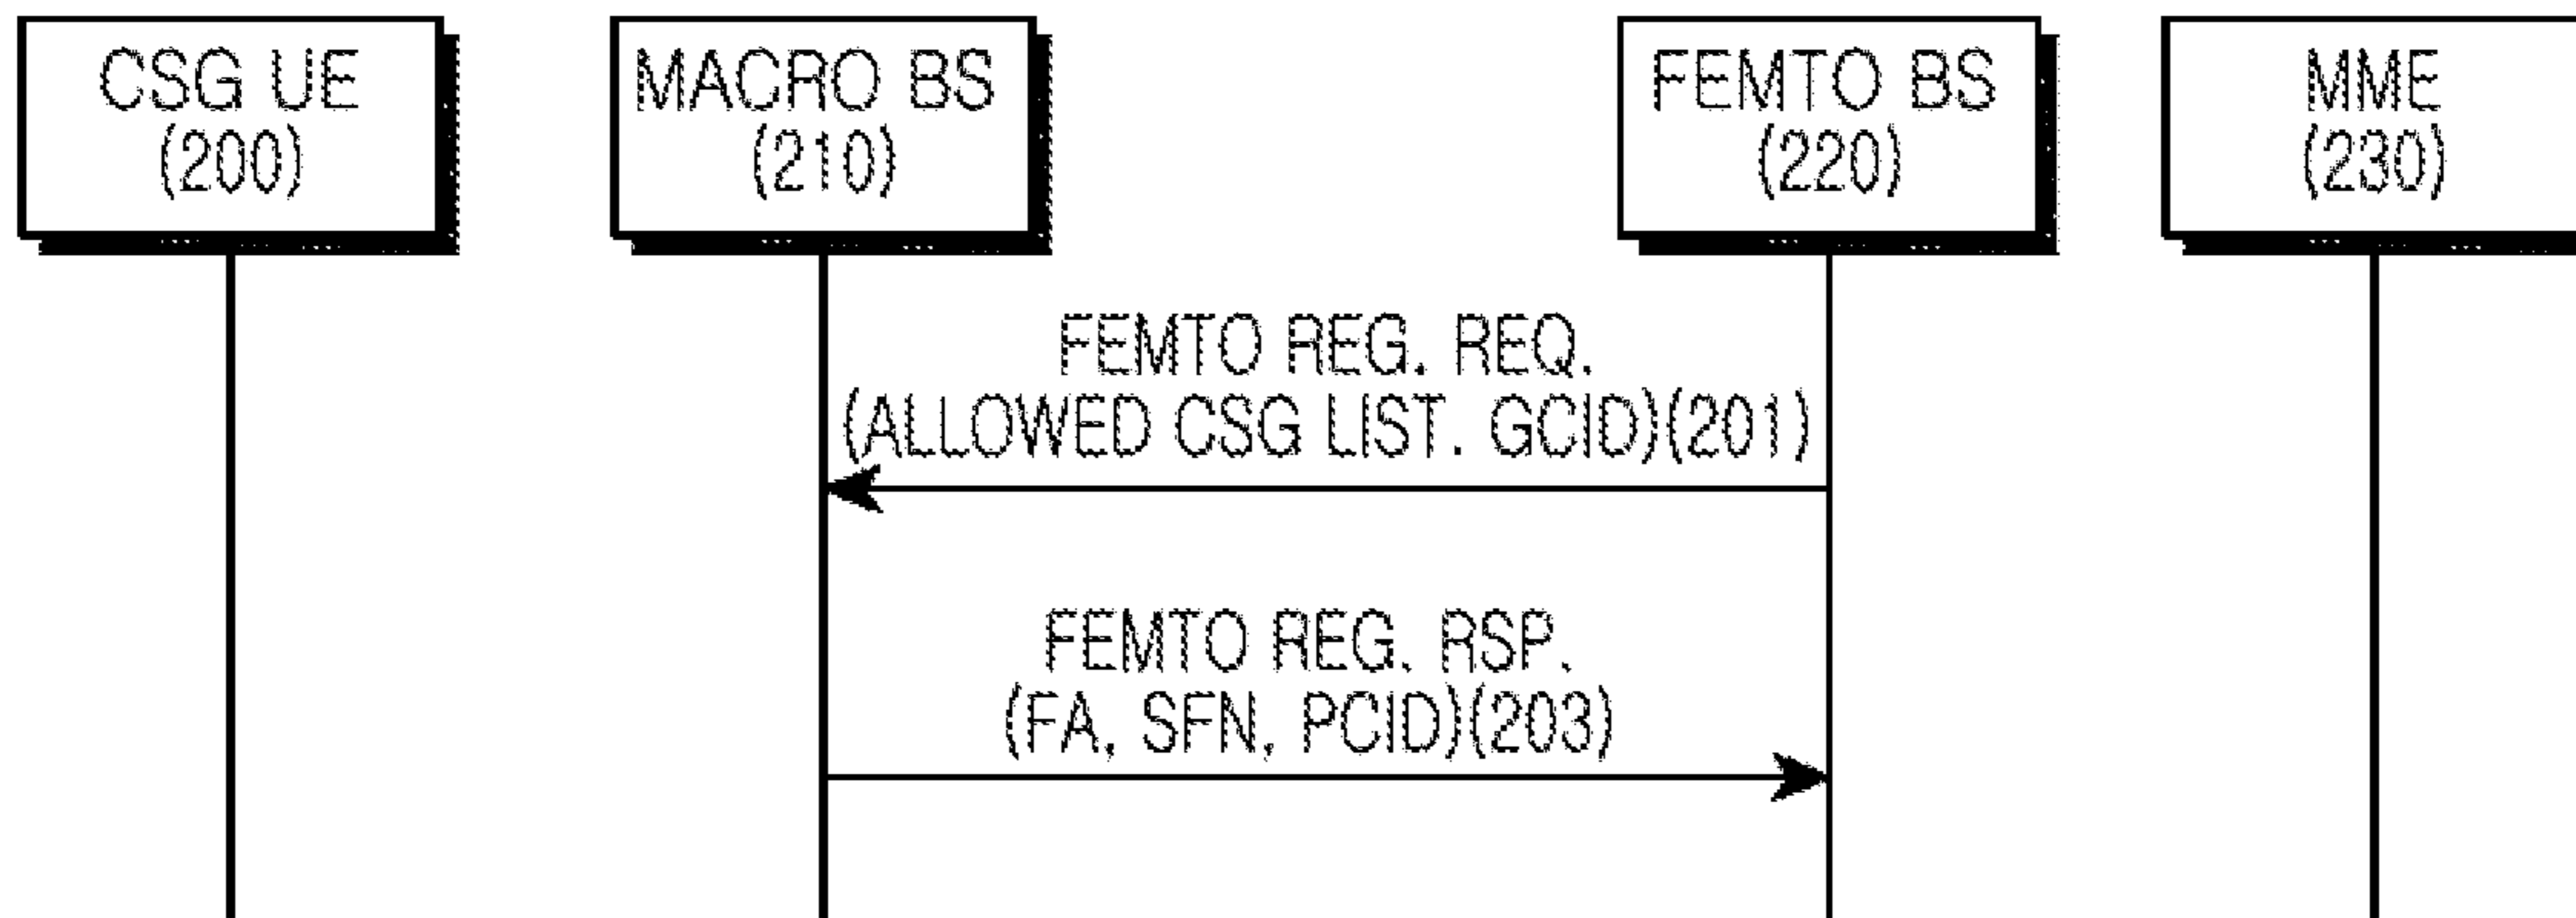 CSG UE
(200)
MACRO BS
(210)
FEMTO BS
(220)
MME
(230)
FEMTO REG. REQ.
(ALLOWED CSG LIST. GCID)(201)
FEMTO REG. RSP.
(FA, SFN, PCID)(203)